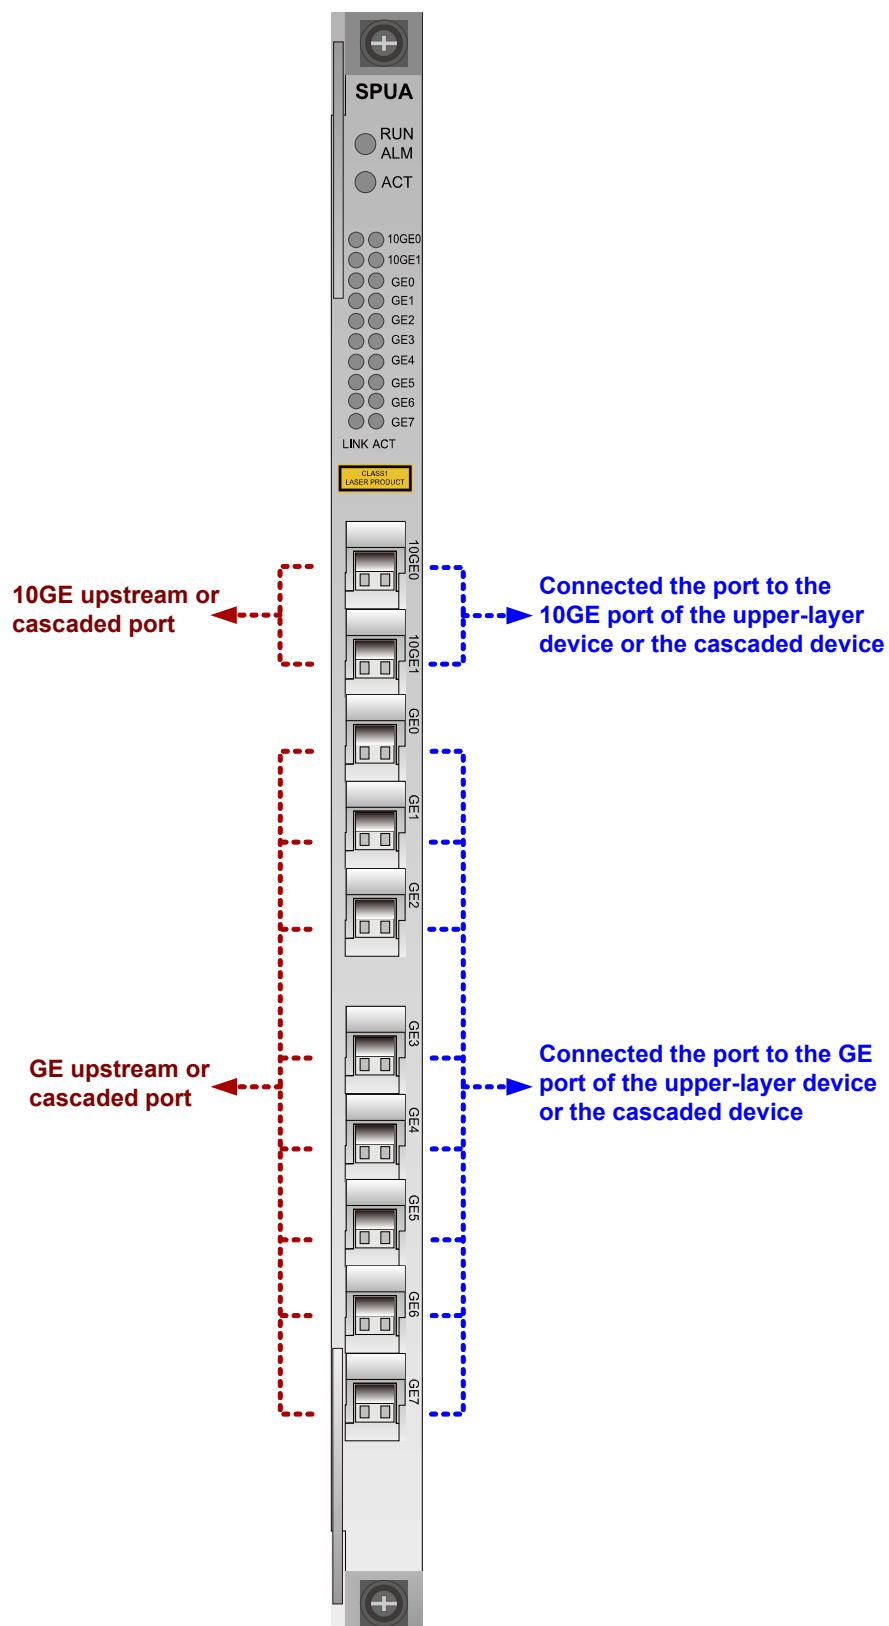 SPUA
RUN
ALM
ACT
10GE0
10GE1
GE0
GE1
GE2
GE3
GE4
GE5
GE6
GE7
LINK ACT
CLASS1
LASER PRODUCT
10GE0
10GE upstream or
cascaded port
Connected the port to the
10GE port of the upper-layer
device or the cascaded device
10GE1
GE0
GE1
GE2
GE3
GE upstream or
cascaded port
Connected the port to the GE
port of the upper-layer device
or the cascaded device
GE4
GE5
GE6
GE7